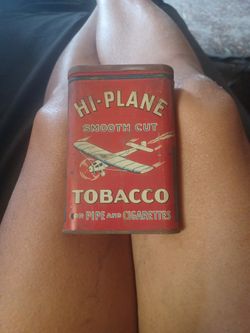 HI-PLANE
SMOOTH CUT
TOBACCO
FOR PIPE AND CIGARETTES